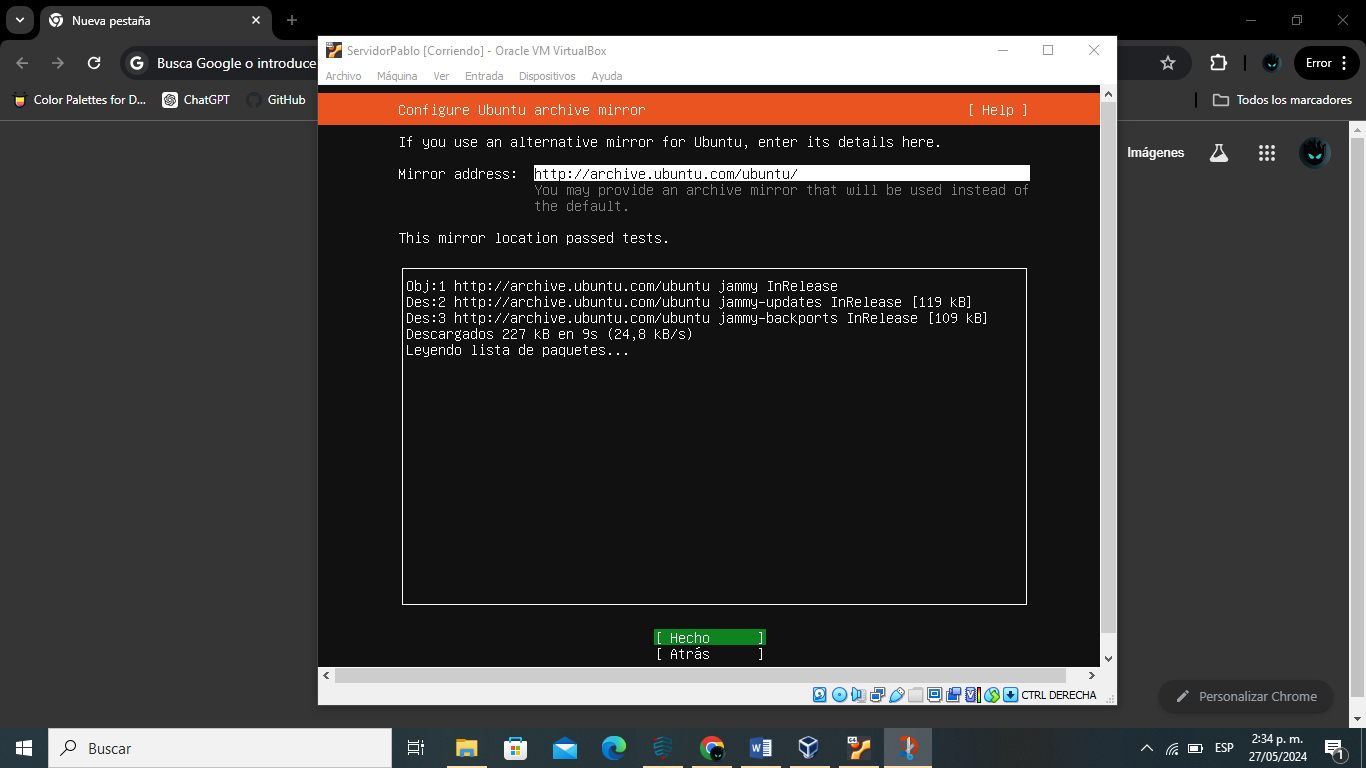 Nueva pestaña
ServidorPablo [Corriendo] - Oracle VM VirtualBox
Busca Google o introduce
Error
Archivo Máquina Ver Entrada Dispositivos Ayuda
Color Palettes for D... ChatGPT GitHub
Todos los marcadores
Configure Ubuntu archive mirror [ Help ]
If you use an alternative mirror for Ubuntu, enter its details here.
Imágenes
Mirror address: http://archive.ubuntu.com/ubuntu/
You may provide an archive mirror that will be used instead of
the default.
This mirror location passed tests.
Obj:1 http://archive.ubuntu.com/ubuntu jammy InRelease
Des:2 http://archive.ubuntu.com/ubuntu jammy-updates InRelease [119 kB]
Des:3 http://archive.ubuntu.com/ubuntu jammy-backports InRelease [109 kB]
Descargados 227 kB en 9s (24,8 kB/s)
Leyendo lista de paquetes...
[ Hecho ]
[ Atrás ]
CTRL DERECHA
Personalizar Chrome
Buscar
ESP
2:34 p. m.
27/05/2024
1